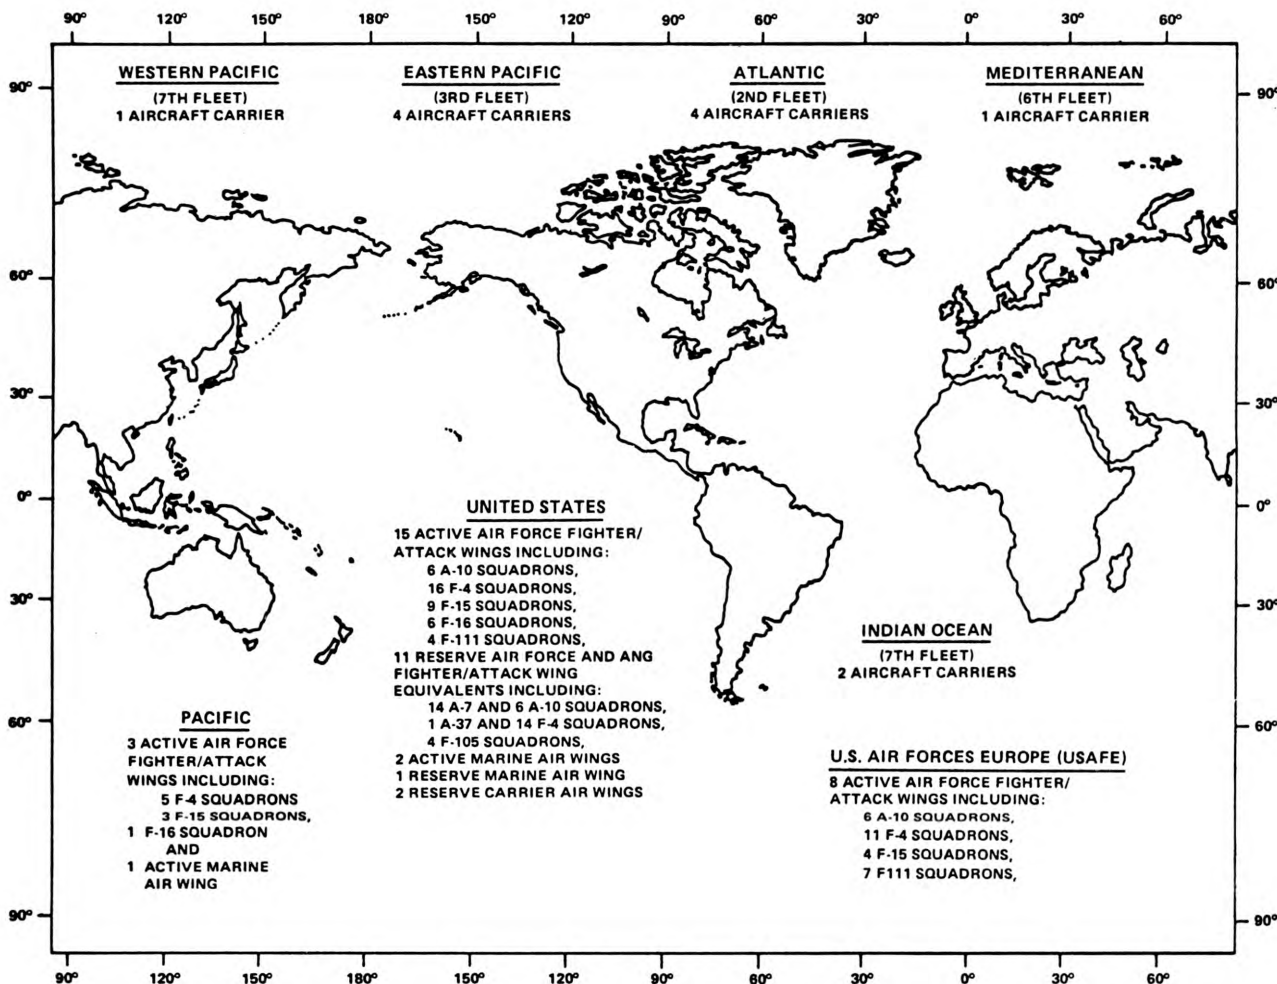 90° 120° 150° 180° 150° 120° 90° 60° 30° 0° 30° 60°
WESTERN PACIFIC
(7TH FLEET)
1 AIRCRAFT CARRIER
EASTERN PACIFIC
(3RD FLEET)
4 AIRCRAFT CARRIERS
ATLANTIC
(2ND FLEET)
4 AIRCRAFT CARRIERS
MEDITERRANEAN
(6TH FLEET)
1 AIRCRAFT CARRIER
90°
60°
30°
0°
30°
60°
90°
90°
60°
30°
0°
30°
60°
90°
UNITED STATES
15 ACTIVE AIR FORCE FIGHTER/
ATTACK WINGS INCLUDING:
6 A-10 SQUADRONS,
16 F-4 SQUADRONS,
9 F-15 SQUADRONS,
6 F-16 SQUADRONS,
4 F-111 SQUADRONS,
11 RESERVE AIR FORCE AND ANG
FIGHTER/ATTACK WING
EQUIVALENTS INCLUDING:
14 A-7 AND 6 A-10 SQUADRONS,
1 A-37 AND 14 F-4 SQUADRONS,
4 F-105 SQUADRONS,
2 ACTIVE MARINE AIR WINGS
1 RESERVE MARINE AIR WING
2 RESERVE CARRIER AIR WINGS
INDIAN OCEAN
(7TH FLEET)
2 AIRCRAFT CARRIERS
PACIFIC
3 ACTIVE AIR FORCE
FIGHTER/ATTACK
WINGS INCLUDING:
5 F-4 SQUADRONS
3 F-15 SQUADRONS,
1 F-16 SQUADRON
AND
1 ACTIVE MARINE
AIR WING
U.S. AIR FORCES EUROPE (USAFE)
8 ACTIVE AIR FORCE FIGHTER/
ATTACK WINGS INCLUDING:
6 A-10 SQUADRONS,
11 F-4 SQUADRONS,
4 F-15 SQUADRONS,
7 F111 SQUADRONS,
90° 120° 150° 180° 150° 120° 90° 60° 30° 0° 30° 60°